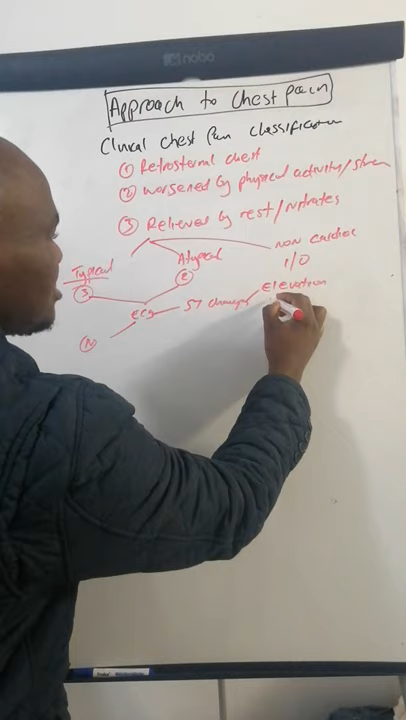 nobo
Approach to Chest pain
Clinical chest Pain classification
① Retrosternal chest
② worsened by physical activity/stress
③ Relieved by rest/Nitrates
Typical
③
Atypical
②
non cardiac
1/0
ECG
ST changes
Elevation
N